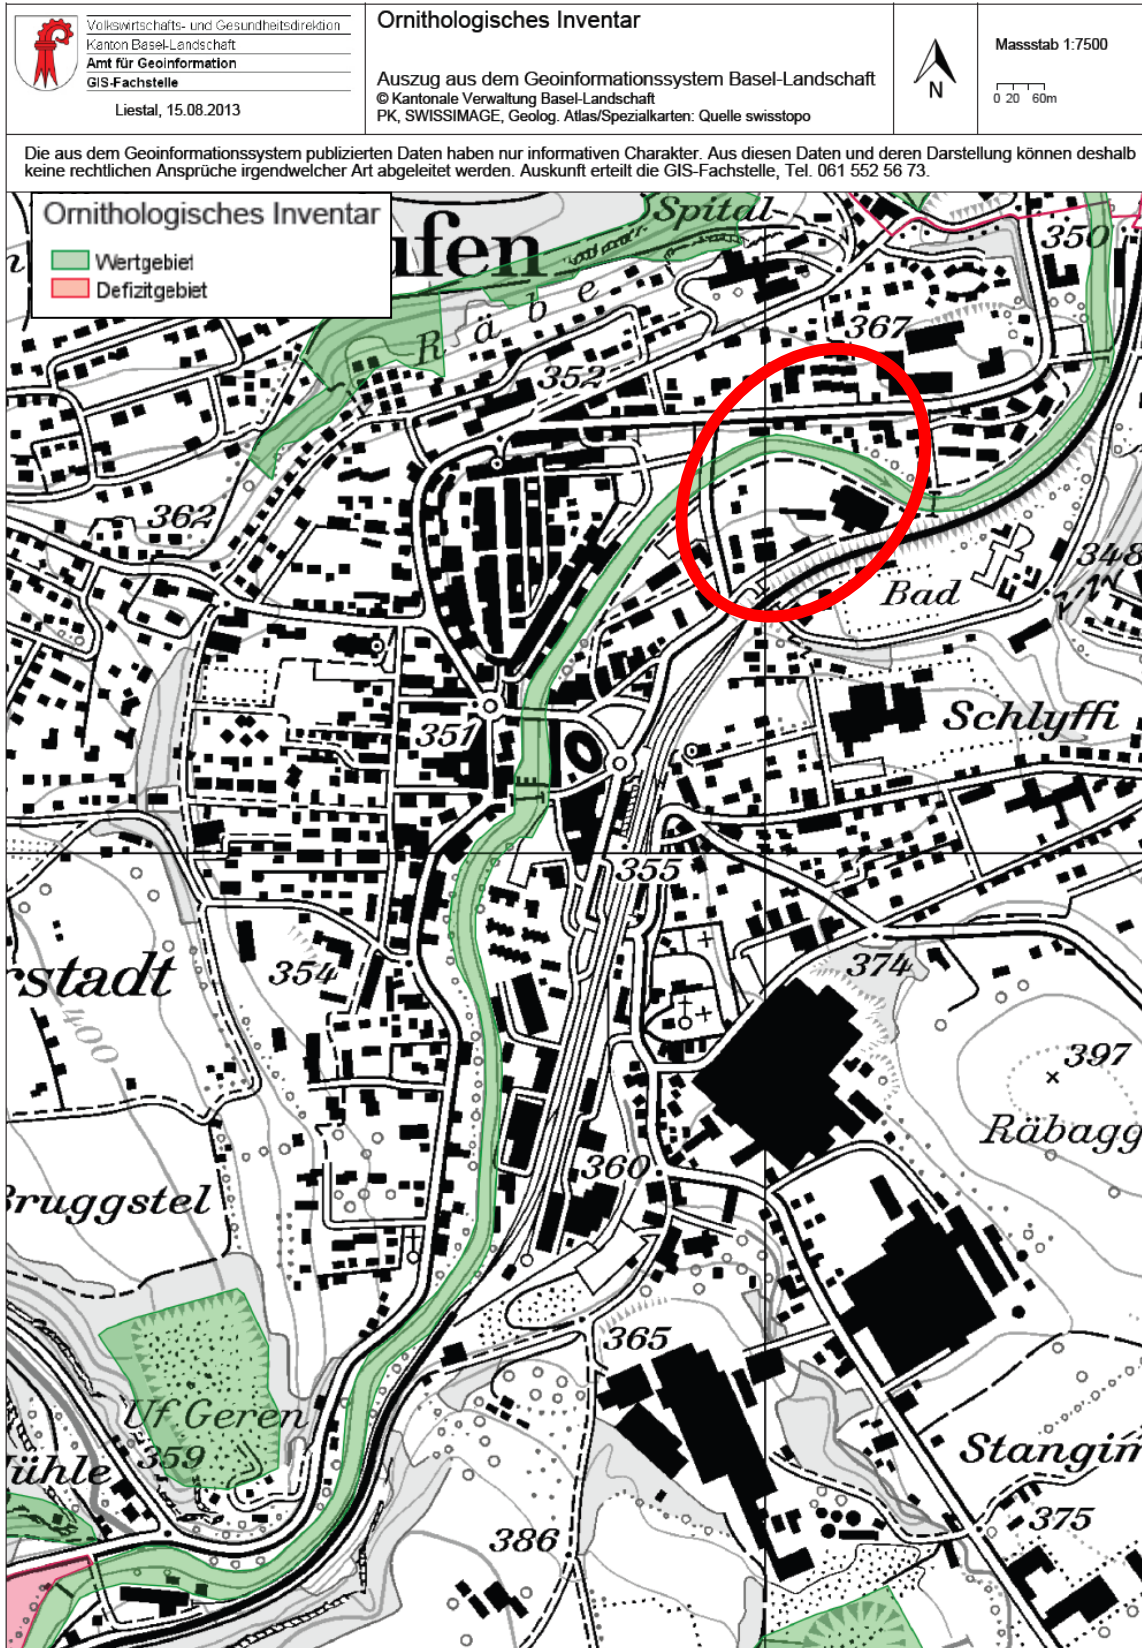 Volkswirtschafts- und Gesundheitsdirektion
Kanton Basel-Landschaft
Amt für Geoinformation
GIS-Fachstelle
Liestal, 15.08.2013
Ornithologisches Inventar
Auszug aus dem Geoinformationssystem Basel-Landschaft
© Kantonale Verwaltung Basel-Landschaft
PK, SWISSIMAGE, Geolog. Atlas/Spezialkarten: Quelle swisstopo
N
Massstab 1:7500
0 20 60m
Die aus dem Geoinformationssystem publizierten Daten haben nur informativen Charakter. Aus diesen Daten und deren Darstellung können deshalb
keine rechtlichen Ansprüche irgendwelcher Art abgeleitet werden. Auskunft erteilt die GIS-Fachstelle, Tel. 061 552 56 73.
Ornithologisches Inventar
Wertgebiet
Defizitgebiet
ufen
Spital
350
Räbe
367
352
362
348
Bad
Schlyffi
351
355
rstadt
354
374
400
397
Räbagg
Bruggstel
360
365
Uf Geren
359
ühle
Stangim
375
386